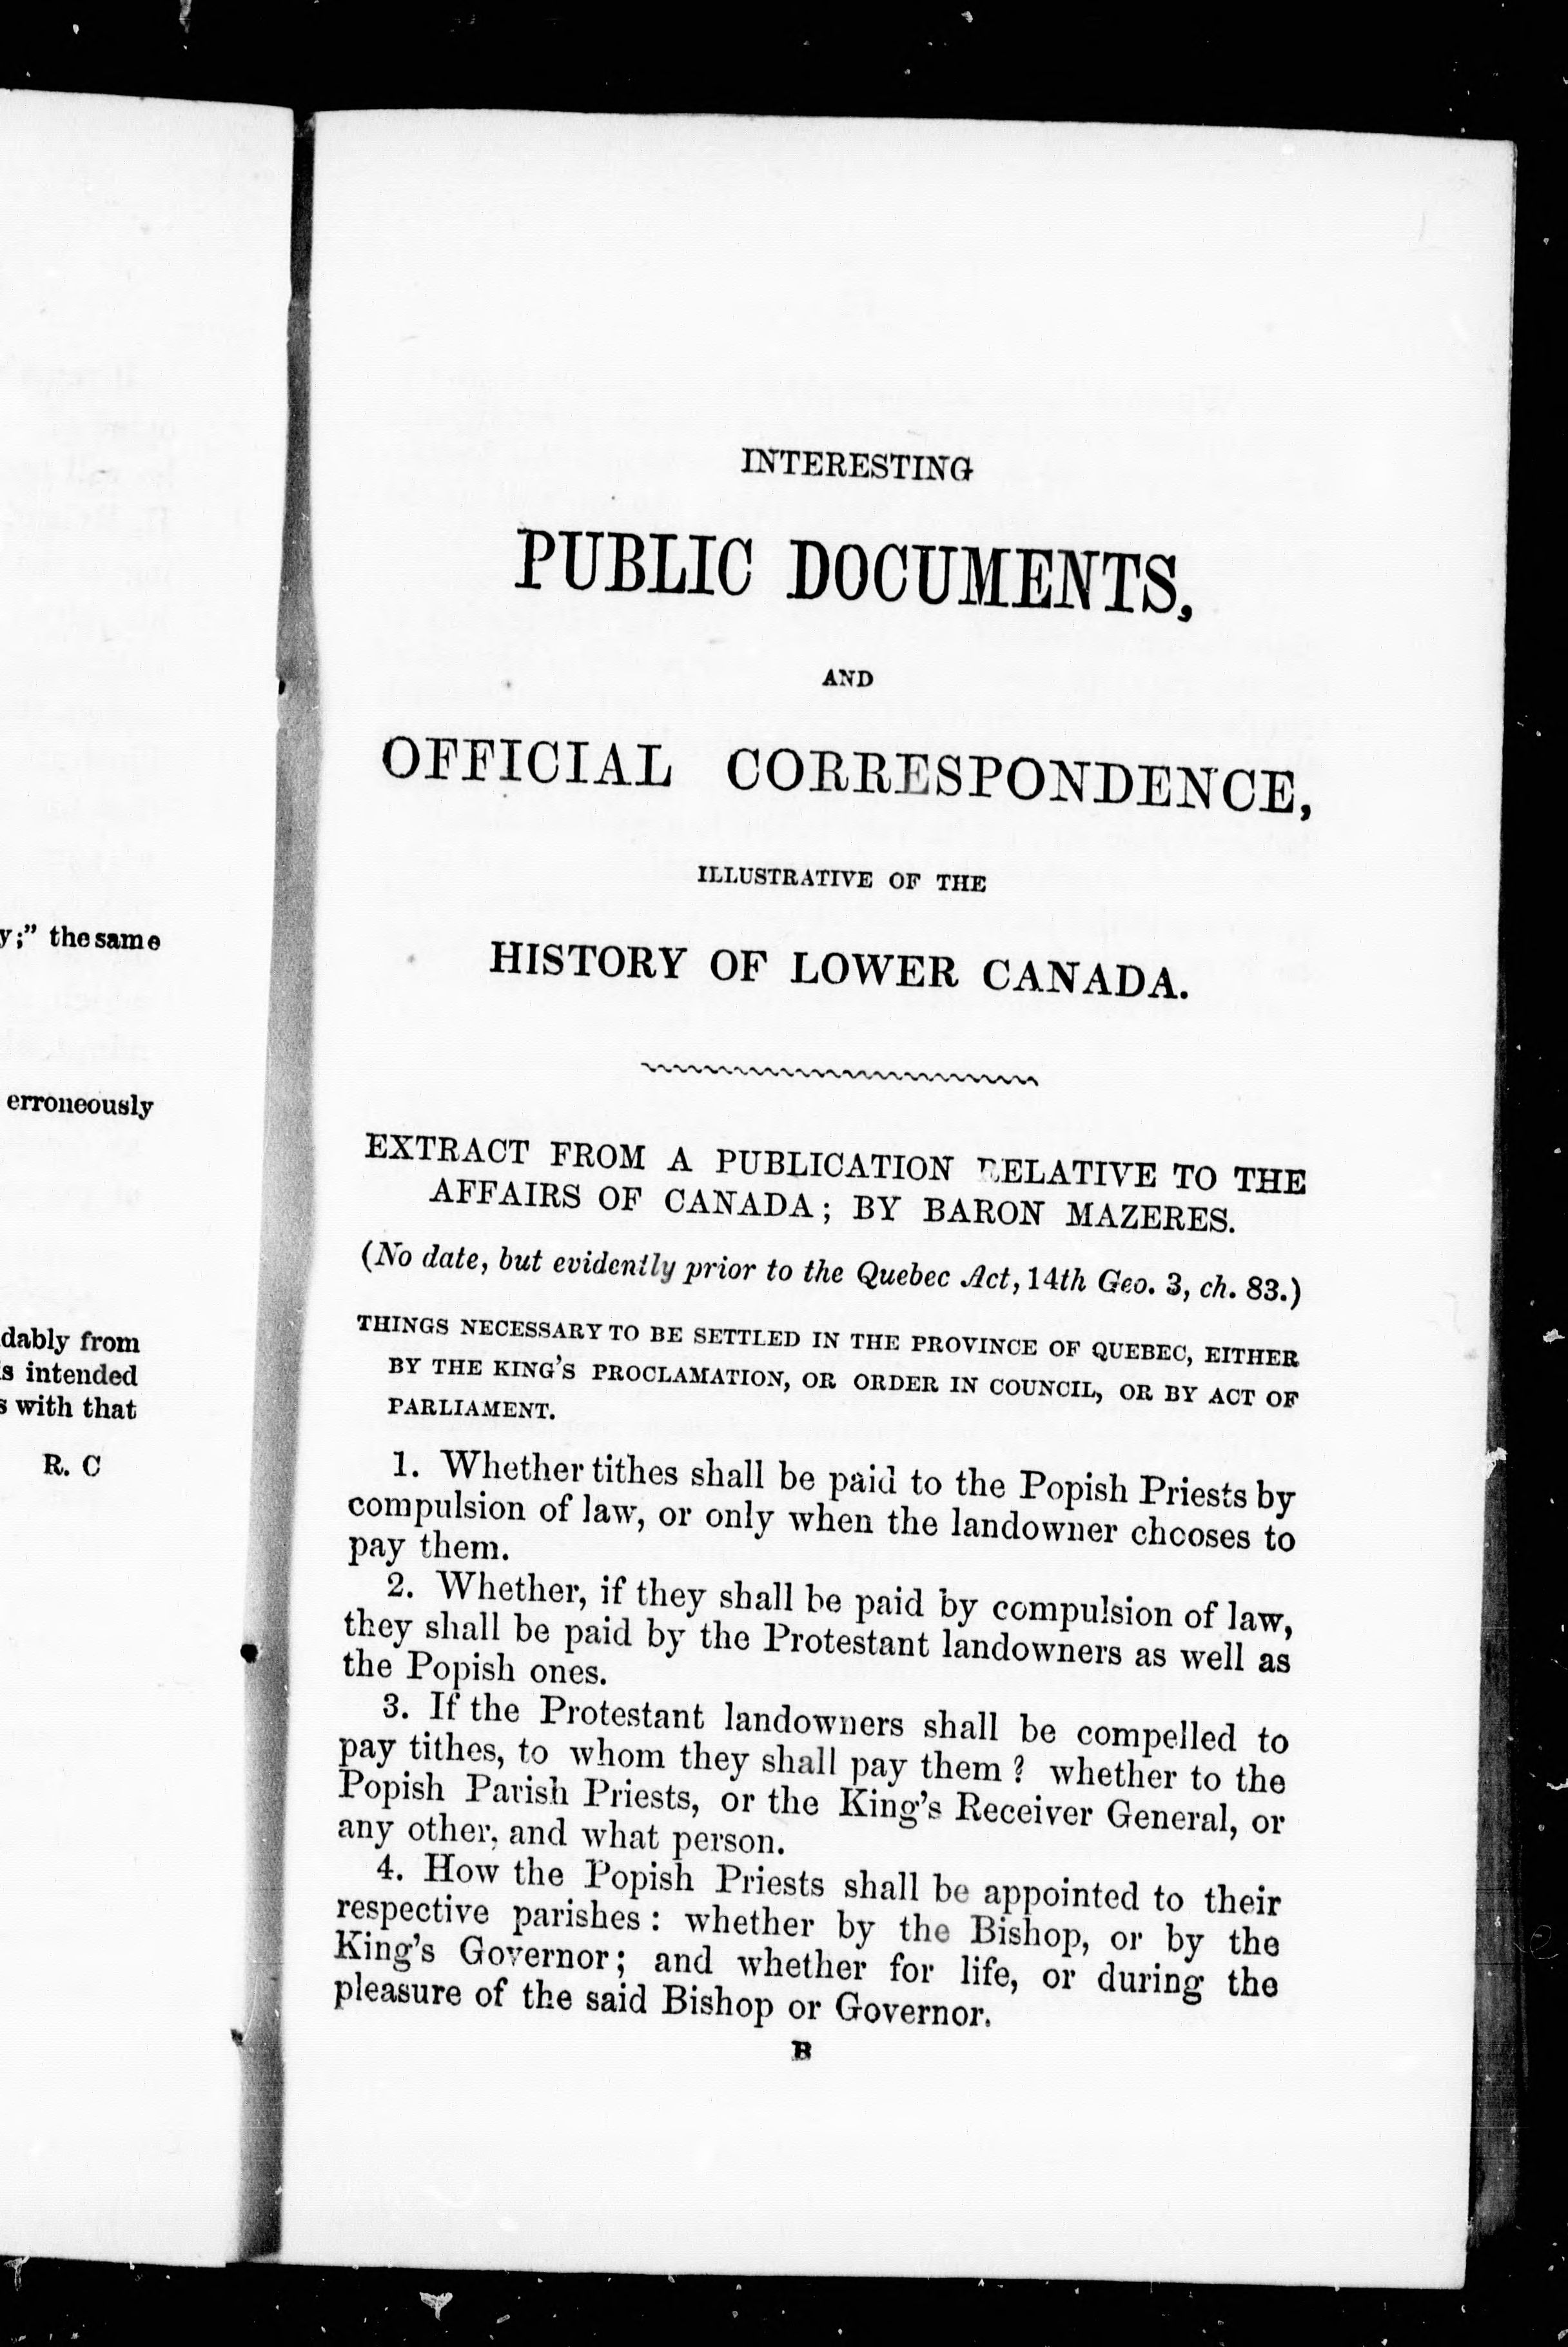 y;" the same
erroneously
dably from
s intended
s with that
R. C
INTERESTING
PUBLIC DOCUMENTS,
AND
OFFICIAL CORRESPONDENCE,
ILLUSTRATIVE OF THE
HISTORY OF LOWER CANADA.
EXTRACT FROM A PUBLICATION RELATIVE TO THE
AFFAIRS OF CANADA; BY BARON MAZERES.
(No date, but evidently prior to the Quebec Act, 14th Geo. 3, ch. 83.)
THINGS NECESSARY TO BE SETTLED IN THE PROVINCE OF QUEBEC, EITHER
BY THE KING'S PROCLAMATION, OR ORDER IN COUNCIL, OR BY ACT OF
PARLIAMENT.
1. Whether tithes shall be paid to the Popish Priests by
compulsion of law, or only when the landowner chooses to
pay them.
2. Whether, if they shall be paid by compulsion of law,
they shall be paid by the Protestant landowners as well as
the Popish ones.
3. If the Protestant landowners shall be compelled to
pay tithes, to whom they shall pay them? whether to the
Popish Parish Priests, or the King's Receiver General, or
any other, and what person.
4. How the Popish Priests shall be appointed to their
respective parishes: whether by the Bishop, or by the
King's Governor; and whether for life, or during the
pleasure of the said Bishop or Governor.
B